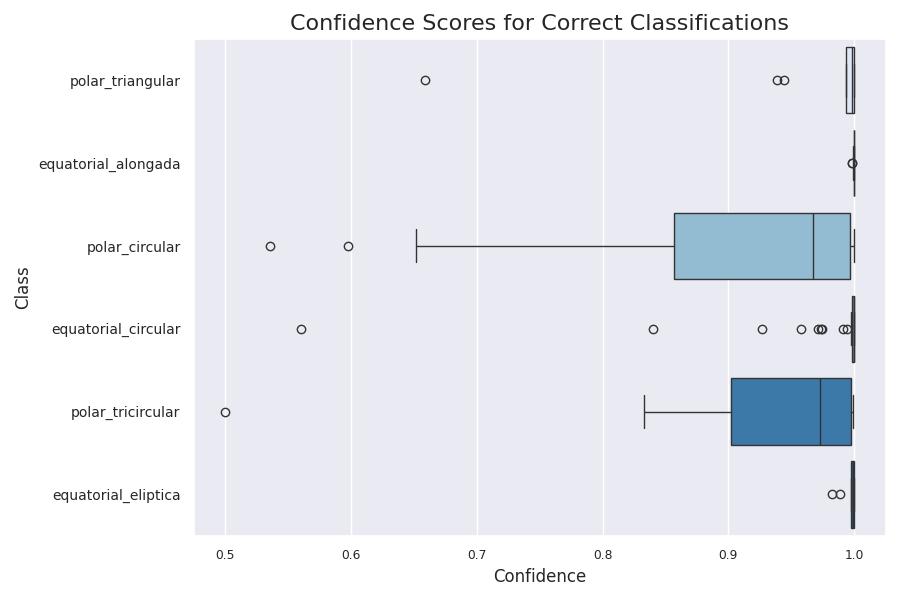 Confidence Scores for Correct Classifications
polar_triangular
equatorial_alongada
polar_circular
equatorial_circular
polar_tricircular
equatorial_eliptica
Class
0.5 0.6 0.7 0.8 0.9 1.0
Confidence